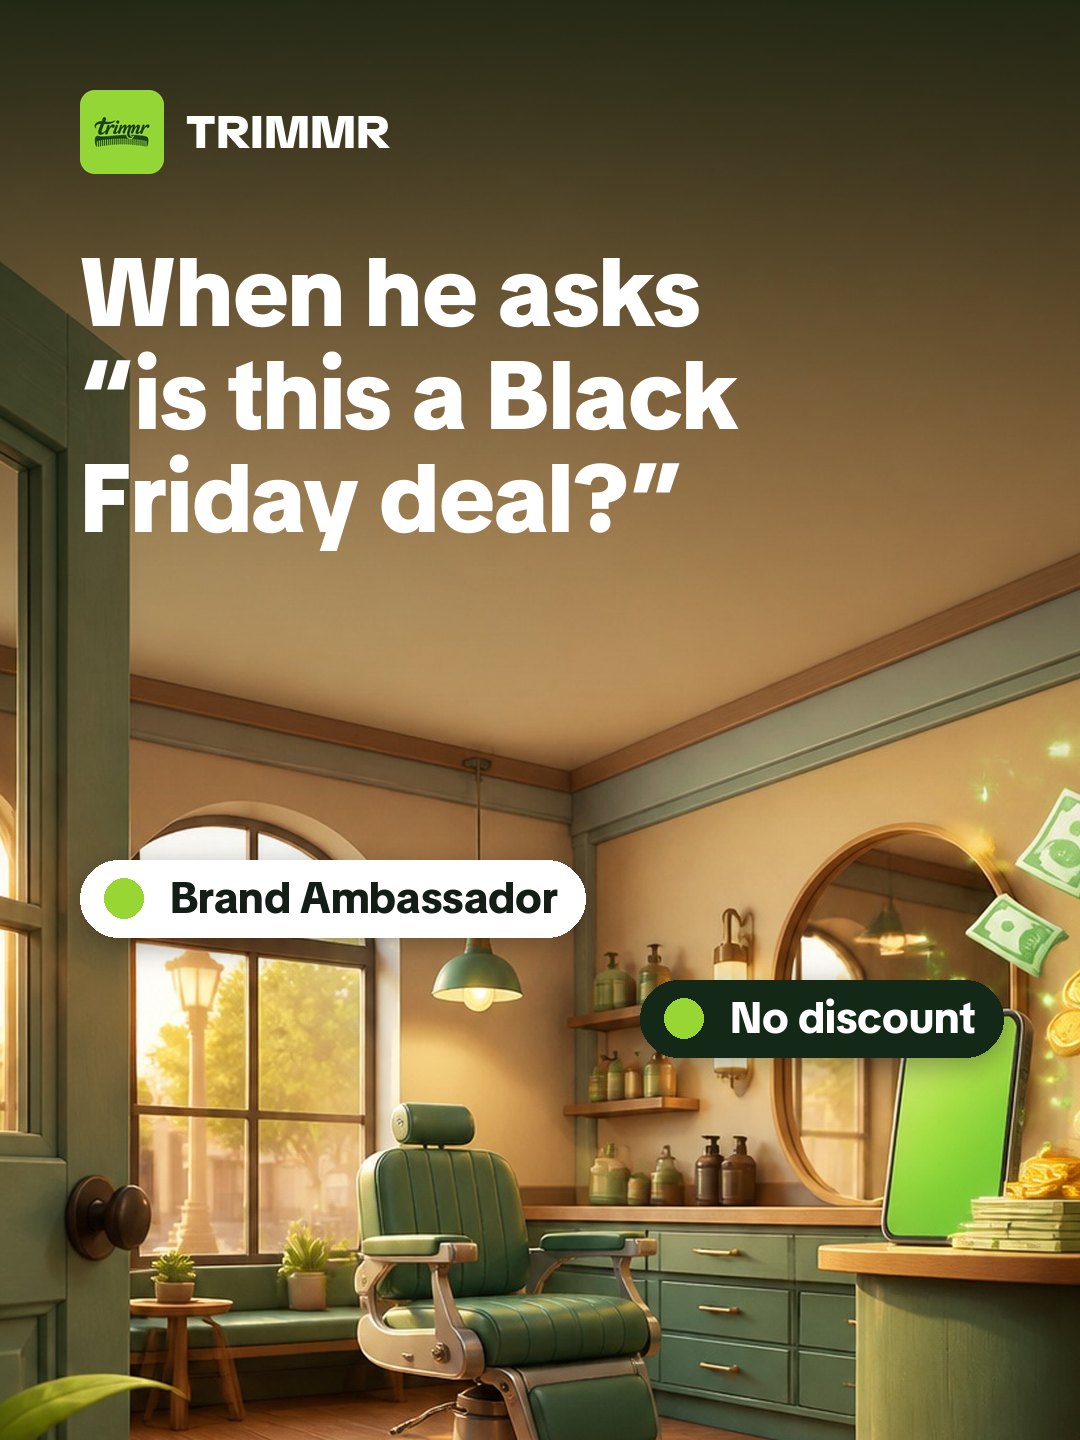 trimmr
TRIMMR
When he asks
“is this a Black
Friday deal?”
Brand Ambassador
No discount